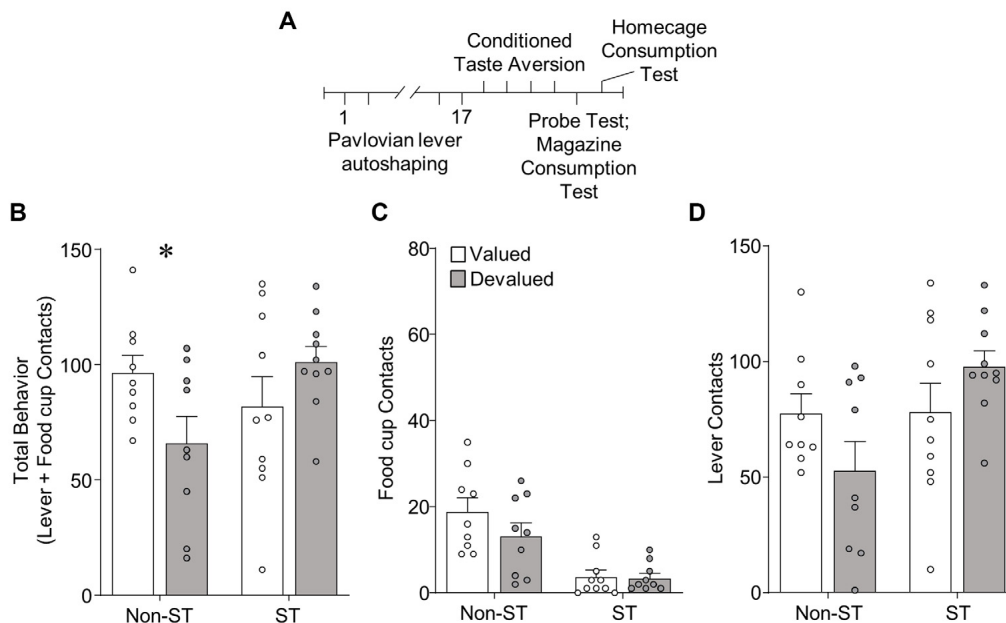 A
Conditioned
Taste Aversion
Homecage
Consumption
Test
1
17
Pavlovian lever
autoshaping
Probe Test;
Magazine
Consumption
Test
B
Total Behavior
(Lever + Food cup Contacts)
150
100
50
0
*
Non-ST
ST
C
Food cup Contacts
80
60
40
20
0
Valued
Devalued
Non-ST
ST
D
Lever Contacts
150
100
50
0
Non-ST
ST